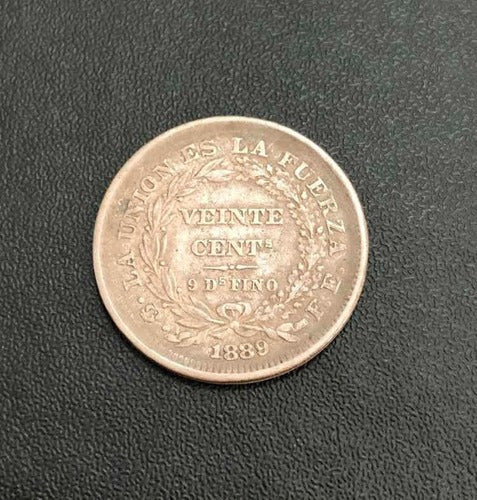 LA UNION ES LA FUERZA
VEINTE
CENTS.
9 DS FINO
F.E.
1889